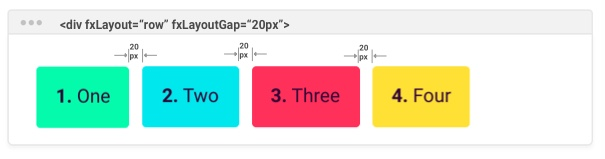 <div fxLayout=“row” fxLayoutGap=“20px”>
20 px
20 px
20 px
1. One
2. Two
3. Three
4. Four